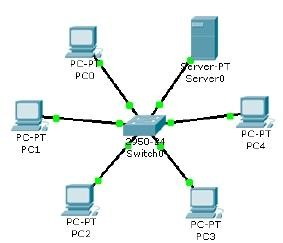 PC-PT
PC0
Server-PT
Server0
PC-PT
PC1
2950-24
Switch0
PC-PT
PC4
PC-PT
PC2
PC-PT
PC3